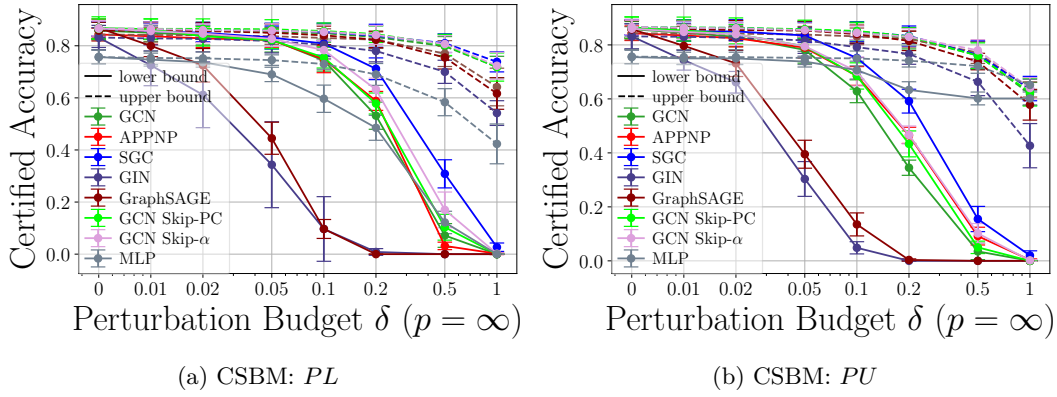 Certified Accuracy
0.8
0.6
0.4
0.2
0.0
lower bound
upper bound
GCN
APPNP
SGC
GIN
GraphSAGE
GCN Skip-PC
GCN Skip-α
MLP
0 0.01 0.02 0.05 0.1 0.2 0.5 1
Perturbation Budget δ (p = ∞)
(a) CSBM: PL
Certified Accuracy
0.8
0.6
0.4
0.2
0.0
lower bound
upper bound
GCN
APPNP
SGC
GIN
GraphSAGE
GCN Skip-PC
GCN Skip-α
MLP
0 0.01 0.02 0.05 0.1 0.2 0.5 1
Perturbation Budget δ (p = ∞)
(b) CSBM: PU